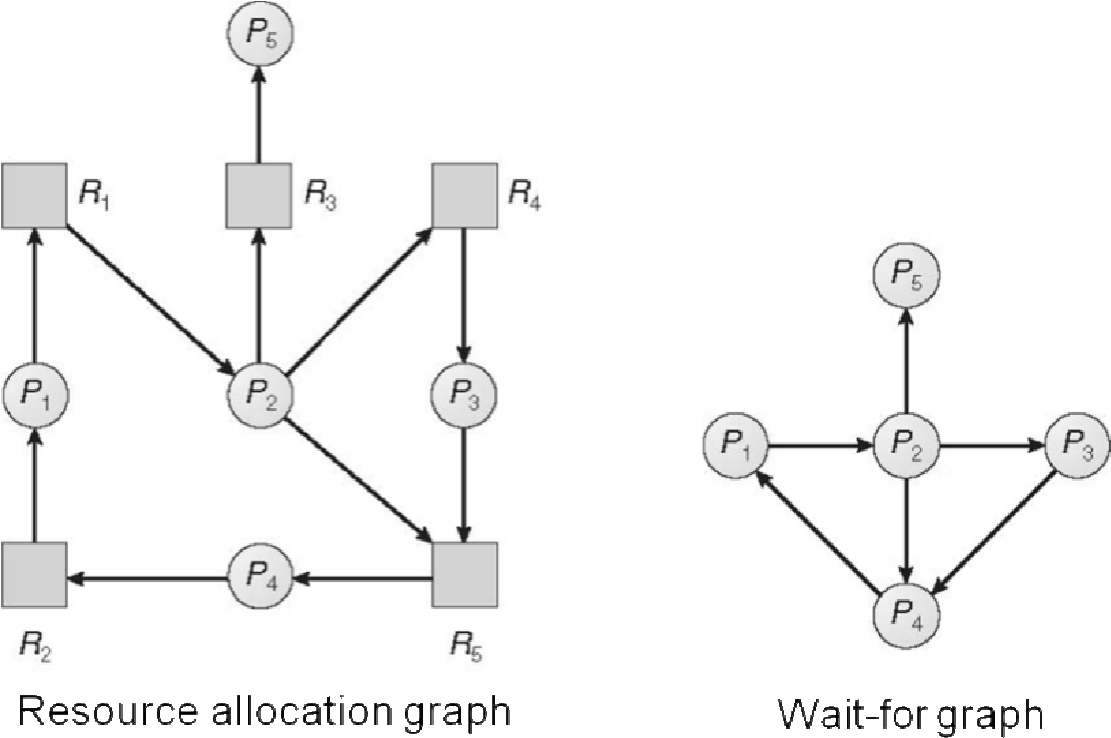 P5
R1
R3
R4
P1
P2
P3
P4
R2
R5
Resource allocation graph
P5
P1
P2
P3
P4
Wait-for graph